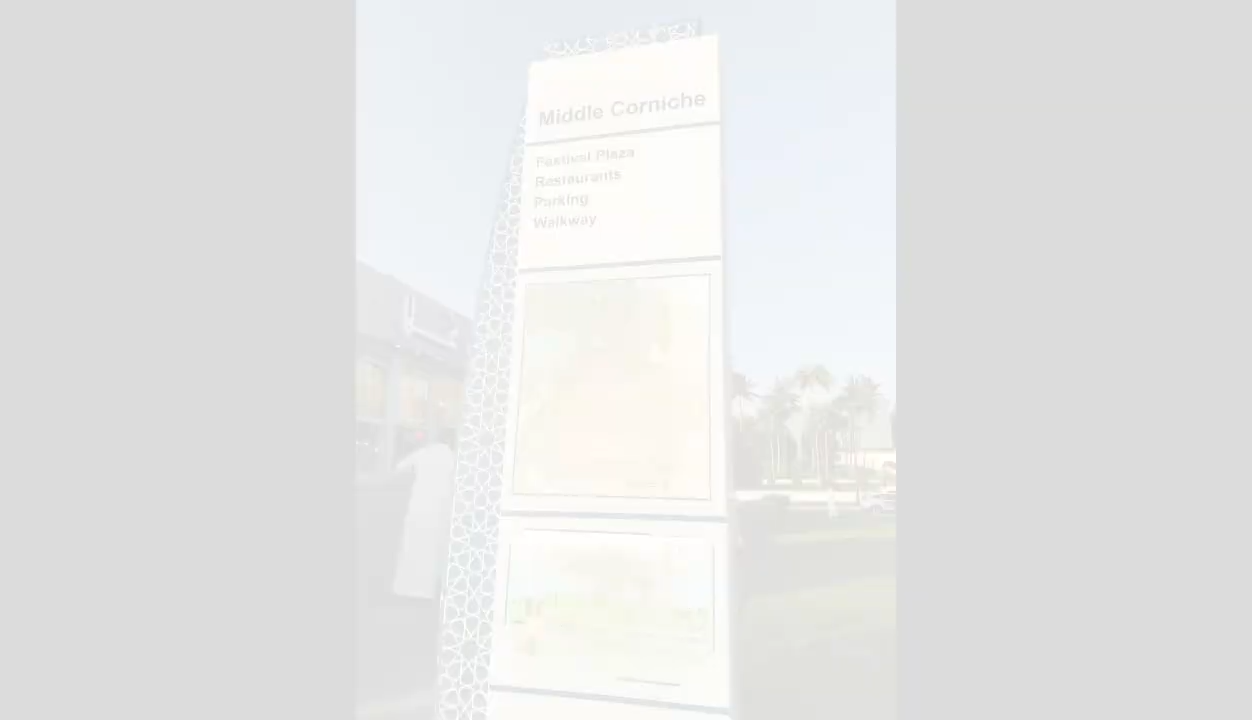 Middle Corniche
Festival Plaza
Restaurants
Parking
Walkway